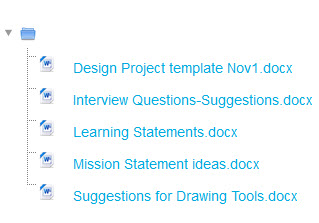 Design Project template Nov1.docx
Interview Questions-Suggestions.docx
Learning Statements.docx
Mission Statement ideas.docx
Suggestions for Drawing Tools.docx